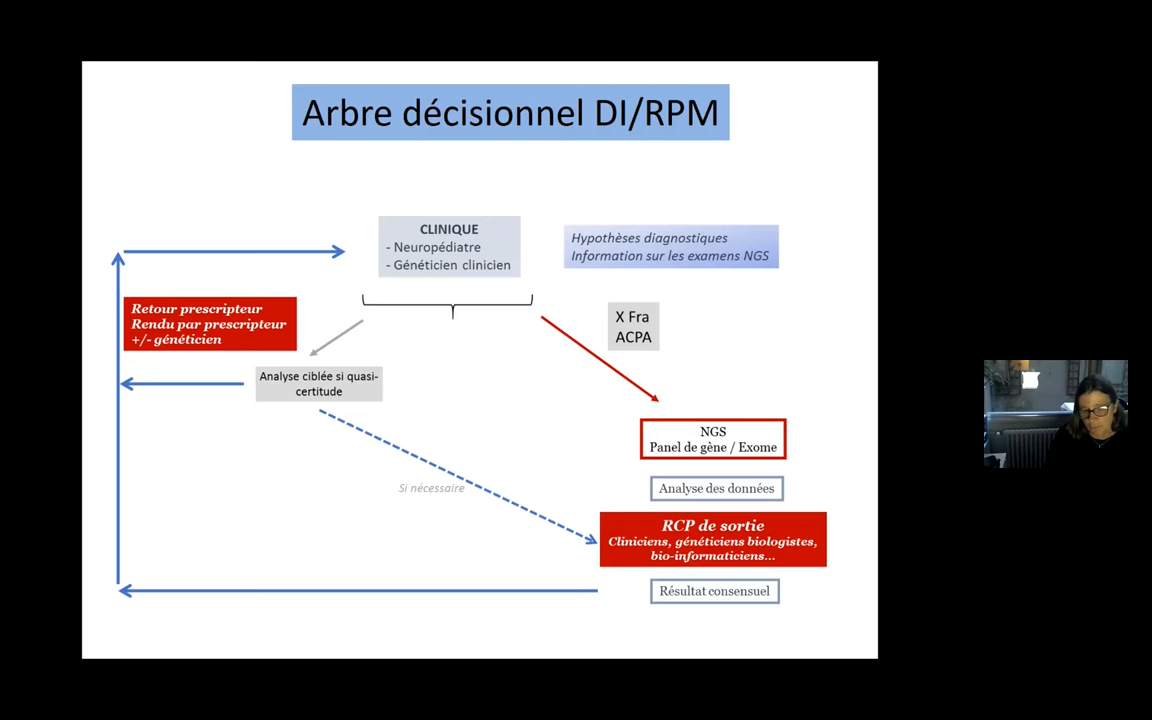 Arbre décisionnel DI/RPM
CLINIQUE
- Neuropédiatre
- Généticien clinicien
Hypothèses diagnostiques
Information sur les examens NGS
Retour prescripteur
Rendu par prescripteur
+/- généticien
X Fra
ACPA
Analyse ciblée si quasi-
certitude
NGS
Panel de gène / Exome
Si nécessaire
Analyse des données
RCP de sortie
Cliniciens, généticiens biologistes,
bio-informaticiens...
Résultat consensuel